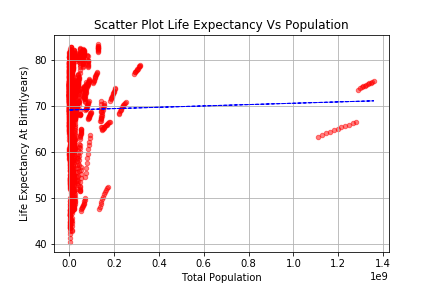 Scatter Plot Life Expectancy Vs Population
Life Expectancy At Birth(years)
80
70
60
50
40
0.0 0.2 0.4 0.6 0.8 1.0 1.2 1.4
1e9
Total Population